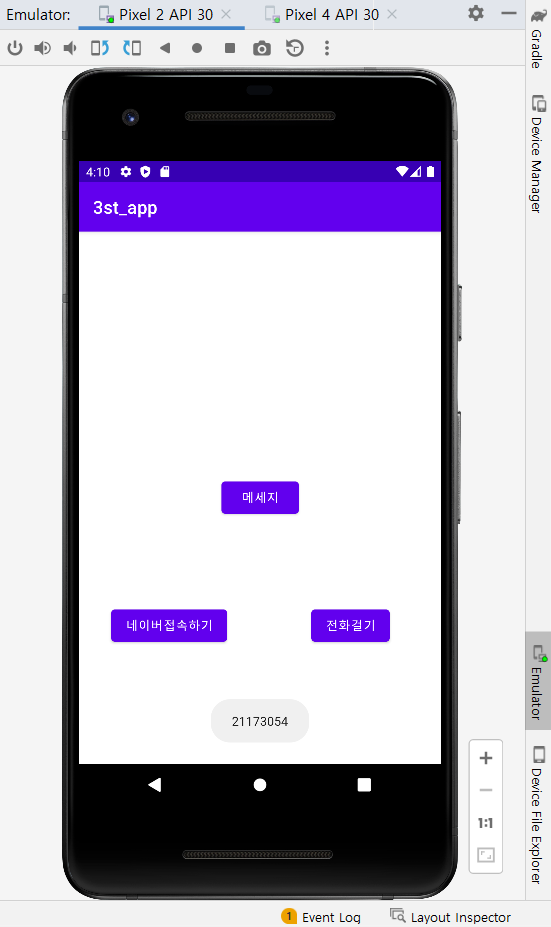 Emulator: Pixel 2 API 30 Pixel 4 API 30
Gradle
Device Manager
4:10
3st_app
메세지
네이버접속하기 전화걸기
21173054
Emulator
Device File Explorer
1:1
1 Event Log Layout Inspector